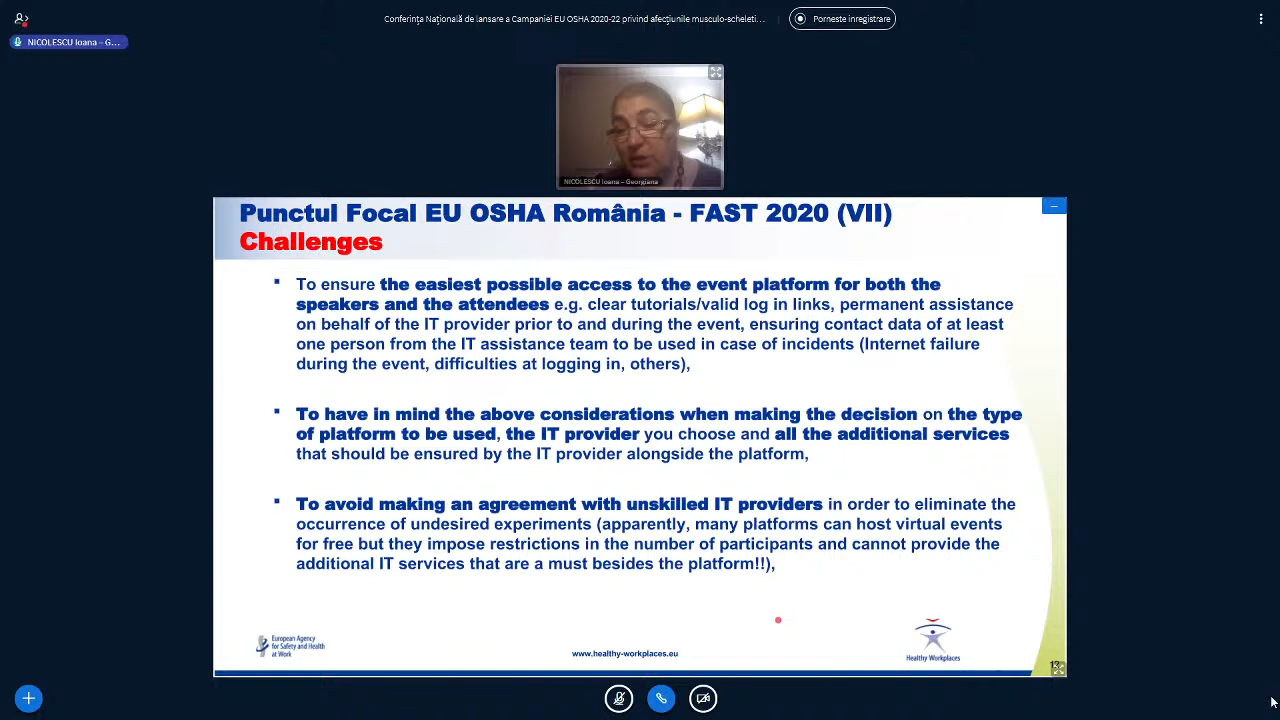 Conferința Națională de lansare a Campaniei EU OSHA 2020-22 privind afecțiunile musculo-scheleti...
Porneste inregistrare
NICOLESCU Ioana – G...
NICOLESCU Ioana – Georgiana
Punctul Focal EU OSHA România - FAST 2020 (VII)
Challenges
To ensure the easiest possible access to the event platform for both the
speakers and the attendees e.g. clear tutorials/valid log in links, permanent assistance
on behalf of the IT provider prior to and during the event, ensuring contact data of at least
one person from the IT assistance team to be used in case of incidents (Internet failure
during the event, difficulties at logging in, others),
To have in mind the above considerations when making the decision on the type
of platform to be used, the IT provider you choose and all the additional services
that should be ensured by the IT provider alongside the platform,
To avoid making an agreement with unskilled IT providers in order to eliminate the
occurrence of undesired experiments (apparently, many platforms can host virtual events
for free but they impose restrictions in the number of participants and cannot provide the
additional IT services that are a must besides the platform!!),
European Agency
for Safety and Health
at Work
www.healthy-workplaces.eu
Healthy Workplaces